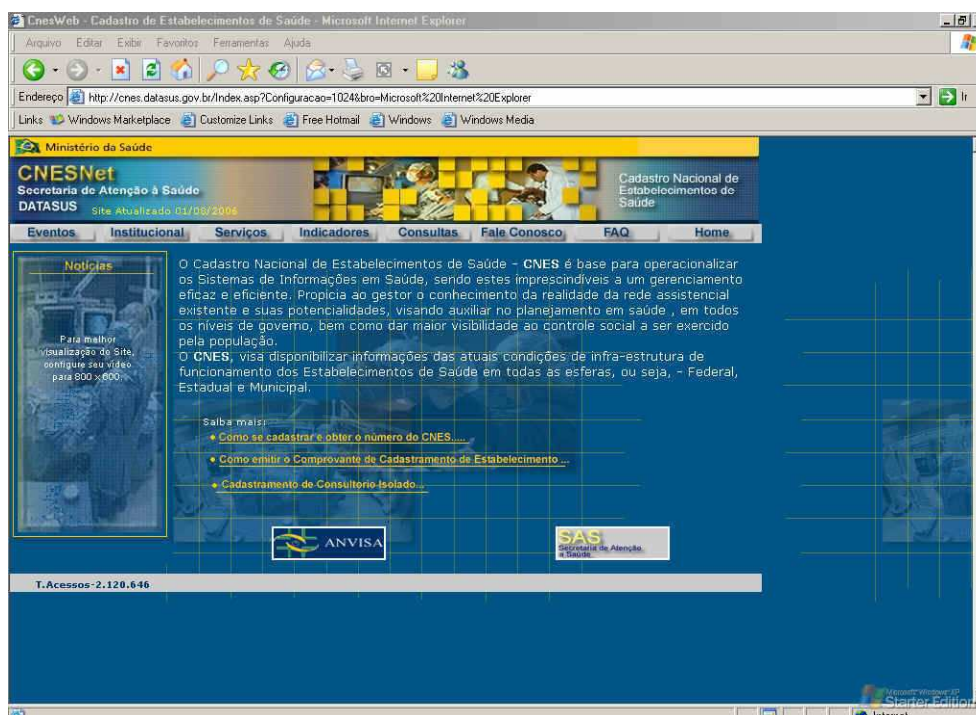 CnesWeb - Cadastro de Estabelecimentos de Saúde - Microsoft Internet Explorer
Arquivo Editar Exibir Favoritos Ferramentas Ajuda
Endereço http://cnes.datasus.gov.br/Index.asp?Configuracao=1024&bro=Microsoft%20Internet%20Explorer Ir
Links Windows Marketplace Customize Links Free Hotmail Windows Windows Media
Ministério da Saúde
CNESNet
Secretaria de Atenção à Saúde
DATASUS Site Atualizado 01/08/2006
Cadastro Nacional de
Estabelecimentos de
Saúde
Eventos Institucional Serviços Indicadores Consultas Fale Conosco FAQ Home
Notícias
Para melhor
visualização do Site,
configure seu vídeo
para 800 x 600.
O Cadastro Nacional de Estabelecimentos de Saúde - CNES é base para operacionalizar
os Sistemas de Informações em Saúde, sendo estes imprescindíveis a um gerenciamento
eficaz e eficiente. Propicia ao gestor o conhecimento da realidade da rede assistencial
existente e suas potencialidades, visando auxiliar no planejamento em saúde , em todos
os níveis de governo, bem como dar maior visibilidade ao controle social a ser exercido
pela população.
O CNES, visa disponibilizar informações das atuais condições de infra-estrutura de
funcionamento dos Estabelecimentos de Saúde em todas as esferas, ou seja, - Federal,
Estadual e Municipal.
Saiba mais:
Como se cadastrar e obter o número do CNES.....
Como emitir o Comprovante de Cadastramento de Estabelecimento ...
Cadastramento de Consultorio Isolado...
ANVISA
SAS
Secretaria de Atenção
a Saúde
T.Acessos-2.120.646
Microsoft Windows XP
Starter Edition
Internet